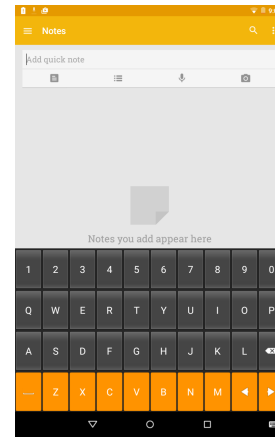 Notes
Add quick note
Notes you add appear here
1 2 3 4 5 6 7 8 9 0
Q W E R T Y U I O P
A S D F G H J K L
Z X C V B N M